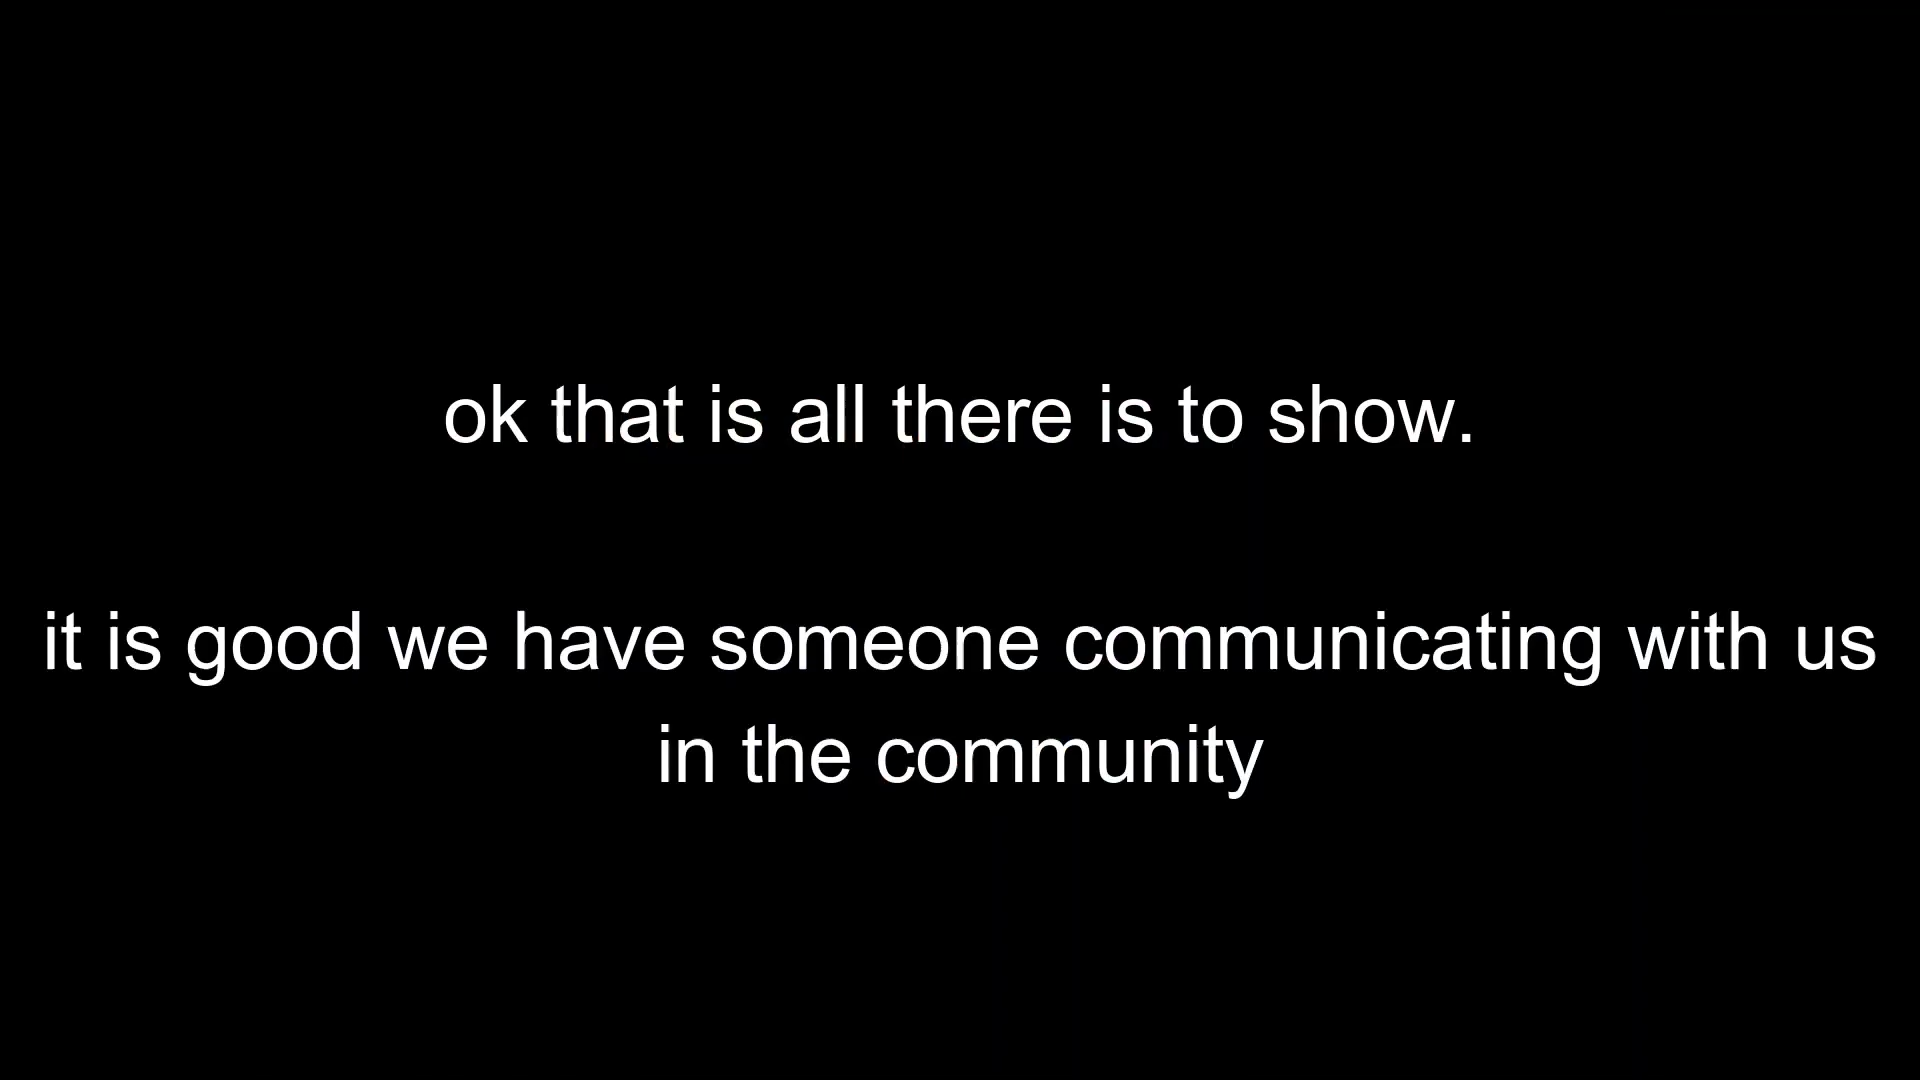 ok that is all there is to show.
it is good we have someone communicating with us
in the community